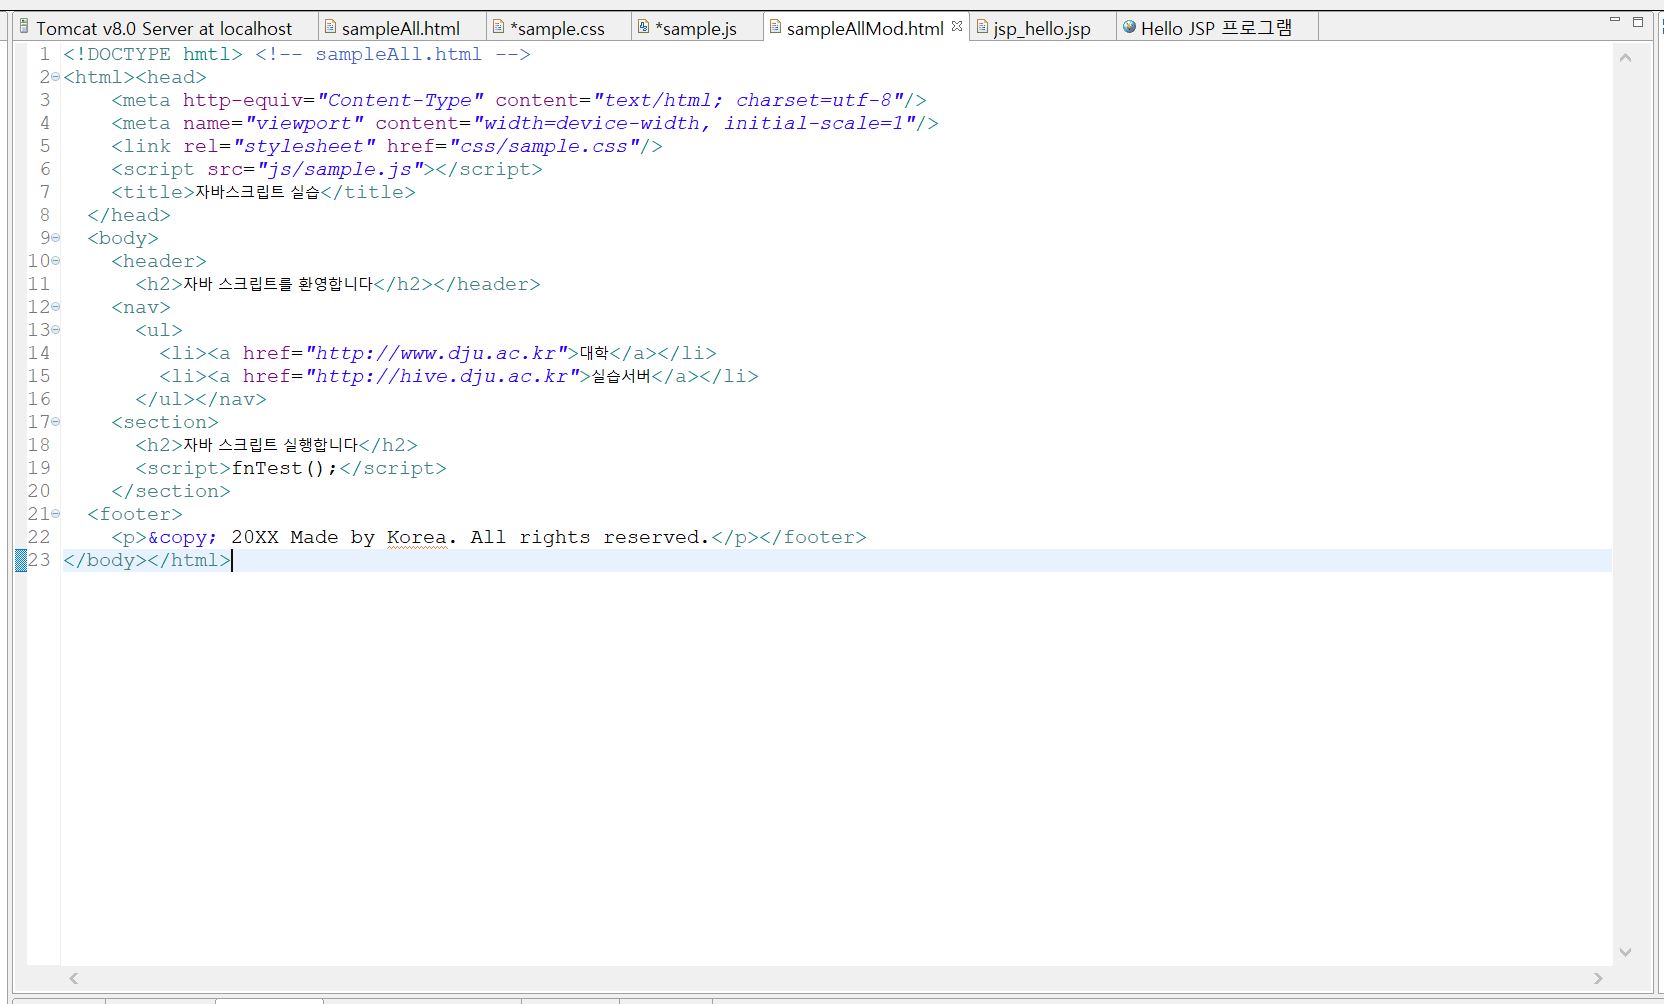 Tomcat v8.0 Server at localhost sampleAll.html *sample.css *sample.js sampleAllMod.html jsp_hello.jsp Hello JSP 프로그램
1 <!DOCTYPE hmtl> <!-- sampleAll.html -->
2 <html><head>
3 <meta http-equiv="Content-Type" content="text/html; charset=utf-8"/>
4 <meta name="viewport" content="width=device-width, initial-scale=1"/>
5 <link rel="stylesheet" href="css/sample.css"/>
6 <script src="js/sample.js"></script>
7 <title>자바스크립트 실습</title>
8 </head>
9 <body>
10 <header>
11 <h2>자바 스크립트를 환영합니다</h2></header>
12 <nav>
13 <ul>
14 <li><a href="http://www.dju.ac.kr">대학</a></li>
15 <li><a href="http://hive.dju.ac.kr">실습서버</a></li>
16 </ul></nav>
17 <section>
18 <h2>자바 스크립트 실행합니다</h2>
19 <script>fnTest();</script>
20 </section>
21 <footer>
22 <p>&copy; 20XX Made by Korea. All rights reserved.</p></footer>
23 </body></html>